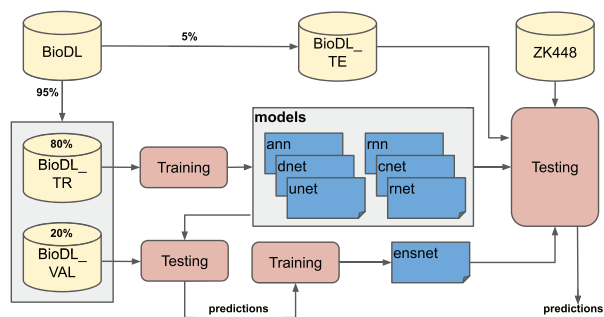 BioDL
5%
BioDL_
TE
ZK448
95%
models
80%
BioDL_
TR
Training
ann
dnet
unet
rnn
cnet
rnet
Testing
20%
BioDL_
VAL
Testing
Training
ensnet
predictions
predictions